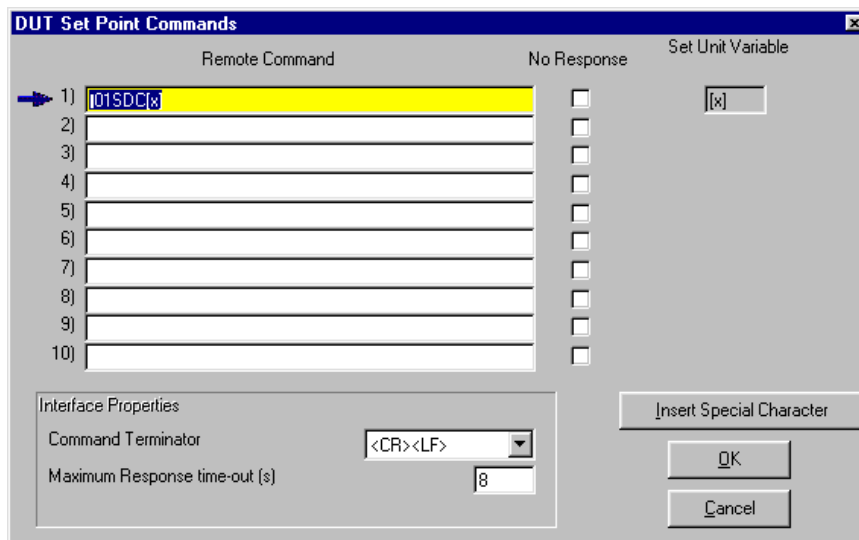 DUT Set Point Commands
Remote Command No Response Set Unit Variable
1) I01SDC[x] [x]
2)
3)
4)
5)
6)
7)
8)
9)
10)
Interface Properties
Command Terminator <CR><LF>
Maximum Response time-out (s) 8
Insert Special Character
OK
Cancel